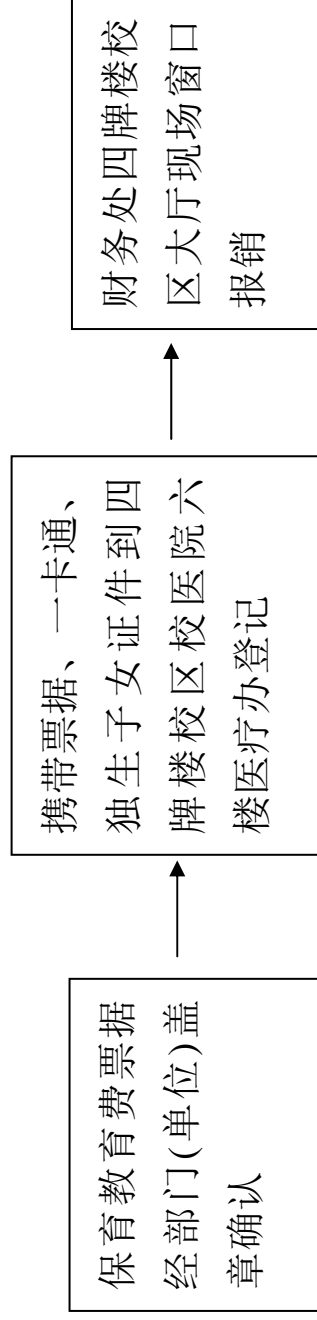 保育教育费票据
经部门(单位)盖
章确认
携带票据、一卡通、
独生子女证件到四
牌楼校区校医院六
楼医疗办登记
财务处四牌楼校
区大厅现场窗口
报销